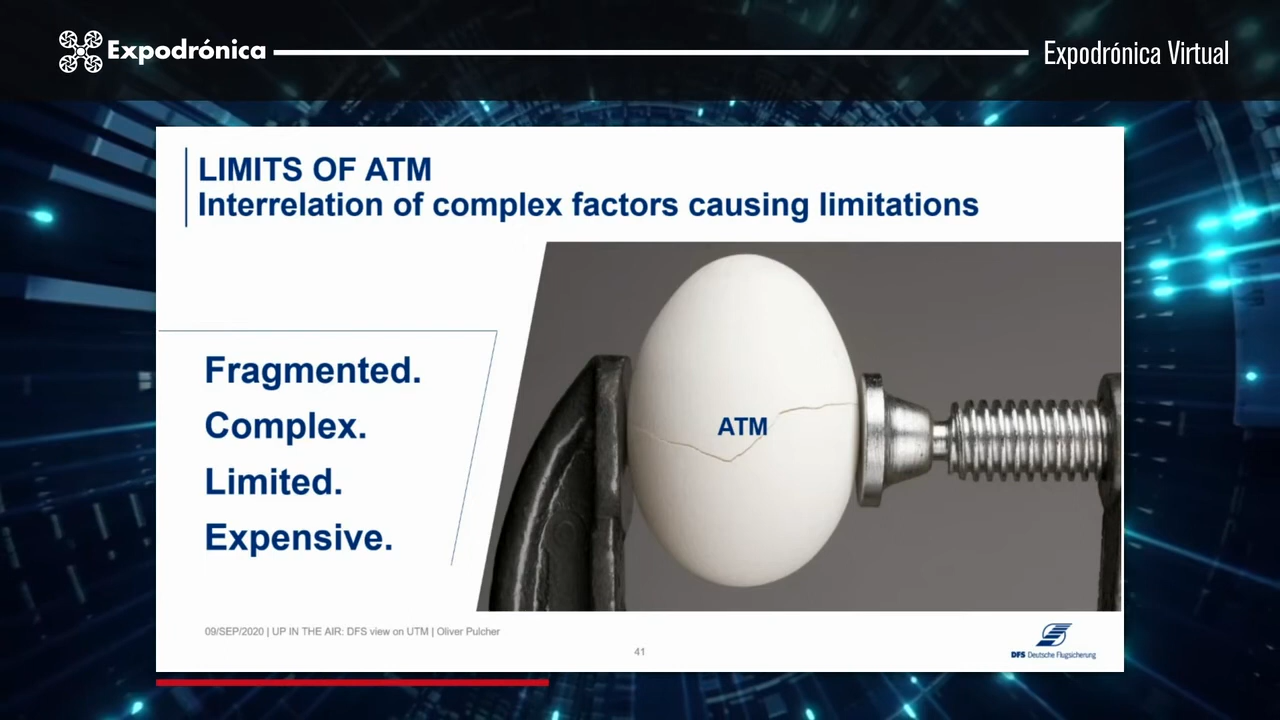 Expodrónica
Expodrónica Virtual
LIMITS OF ATM
Interrelation of complex factors causing limitations
Fragmented.
Complex.
Limited.
Expensive.
ATM
09/SEP/2020 | UP IN THE AIR: DFS view on UTM | Oliver Pulcher
41
DFS Deutsche Flugsicherung